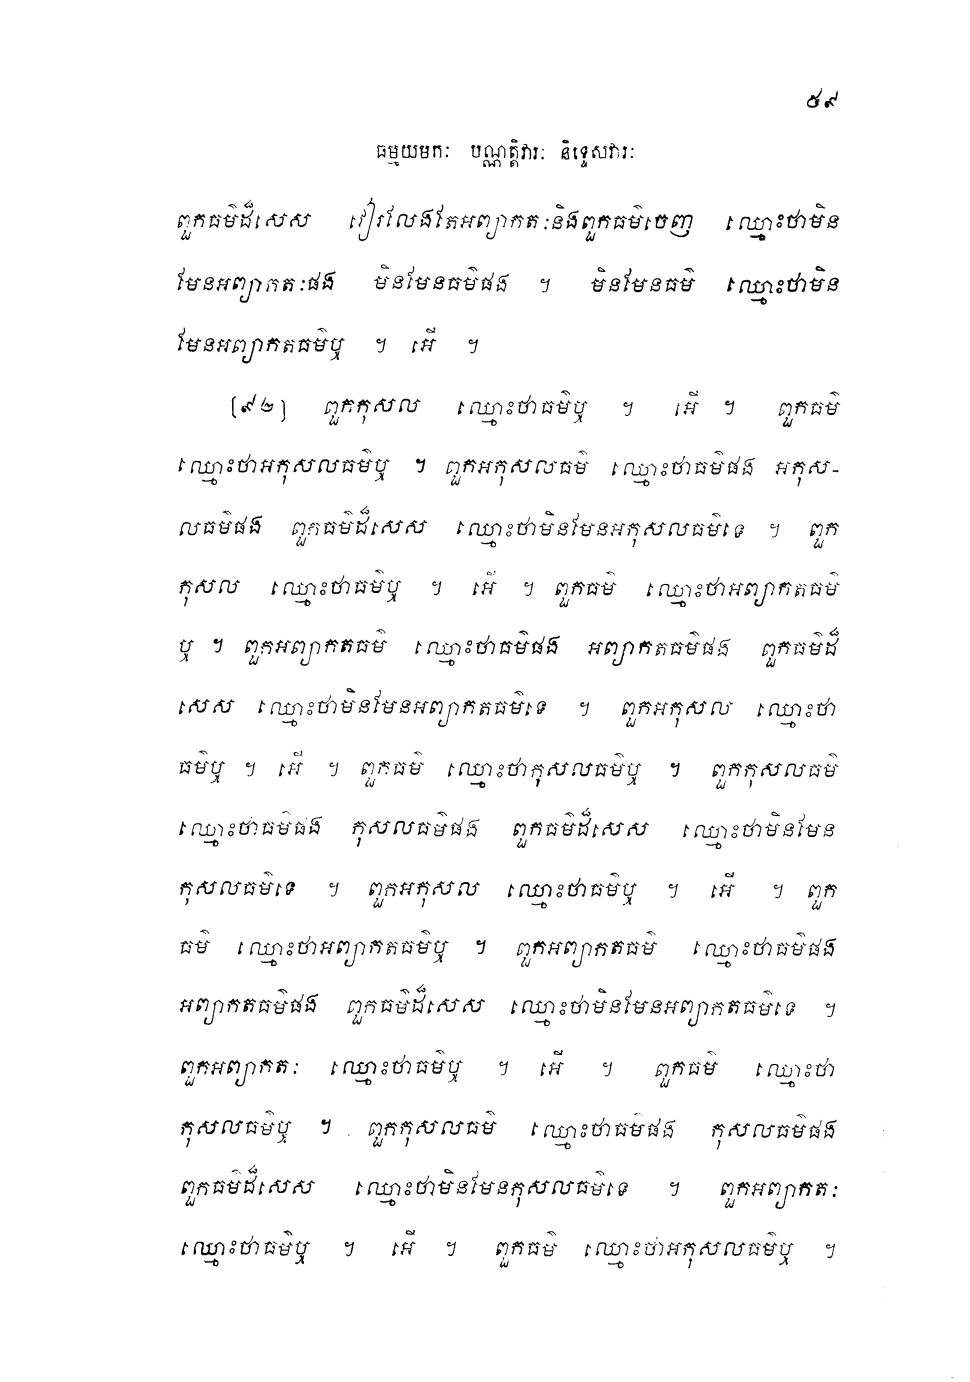 ៥៩
ធម្មយមកៈ បណ្ណត្តិវារៈ និទ្ទេសវារៈ
ពួកធម៌ដ៏សេស វៀរលែងតែអព្យាកតៈនិងពួកធម៌ចេញ ឈ្មោះថាមិន
មែនអព្យាកតៈផង មិនមែនធម៌ផង ។ មិនមែនធម៌ ឈ្មោះថាមិន
មែនអព្យាកតធម៌ឬ ។ អើ ។
[៩២] ពួកកុសល ឈ្មោះថាធម៌ឬ ។ អើ ។ ពួកធម៌
ឈ្មោះថាអកុសលធម៌ឬ ។ ពួកអកុសលធម៌ ឈ្មោះថាធម៌ផង អកុស-
លធម៌ផង ពួកធម៌ដ៏សេស ឈ្មោះថាមិនមែនអកុសលធម៌ទេ ។ ពួក
កុសល ឈ្មោះថាធម៌ឬ ។ អើ ។ ពួកធម៌ ឈ្មោះថាអព្យាកតធម៌
ឬ ។ ពួកអព្យាកតធម៌ ឈ្មោះថាធម៌ផង អព្យាកតធម៌ផង ពួកធម៌ដ៏
សេស ឈ្មោះថាមិនមែនអព្យាកតធម៌ទេ ។ ពួកអកុសល ឈ្មោះថា
ធម៌ឬ ។ អើ ។ ពួកធម៌ ឈ្មោះថាកុសលធម៌ឬ ។ ពួកកុសលធម៌
ឈ្មោះថាធម៌ផង កុសលធម៌ផង ពួកធម៌ដ៏សេស ឈ្មោះថាមិនមែន
កុសលធម៌ទេ ។ ពួកអកុសល ឈ្មោះថាធម៌ឬ ។ អើ ។ ពួក
ធម៌ ឈ្មោះថាអព្យាកតធម៌ឬ ។ ពួកអព្យាកតធម៌ ឈ្មោះថាធម៌ផង
អព្យាកតធម៌ផង ពួកធម៌ដ៏សេស ឈ្មោះថាមិនមែនអព្យាកតធម៌ទេ ។
ពួកអព្យាកតៈ ឈ្មោះថាធម៌ឬ ។ អើ ។ ពួកធម៌ ឈ្មោះថា
កុសលធម៌ឬ ។ ពួកកុសលធម៌ ឈ្មោះថាធម៌ផង កុសលធម៌ផង
ពួកធម៌ដ៏សេស ឈ្មោះថាមិនមែនកុសលធម៌ទេ ។ ពួកអព្យាកតៈ
ឈ្មោះថាធម៌ឬ ។ អើ ។ ពួកធម៌ ឈ្មោះថាអកុសលធម៌ឬ ។